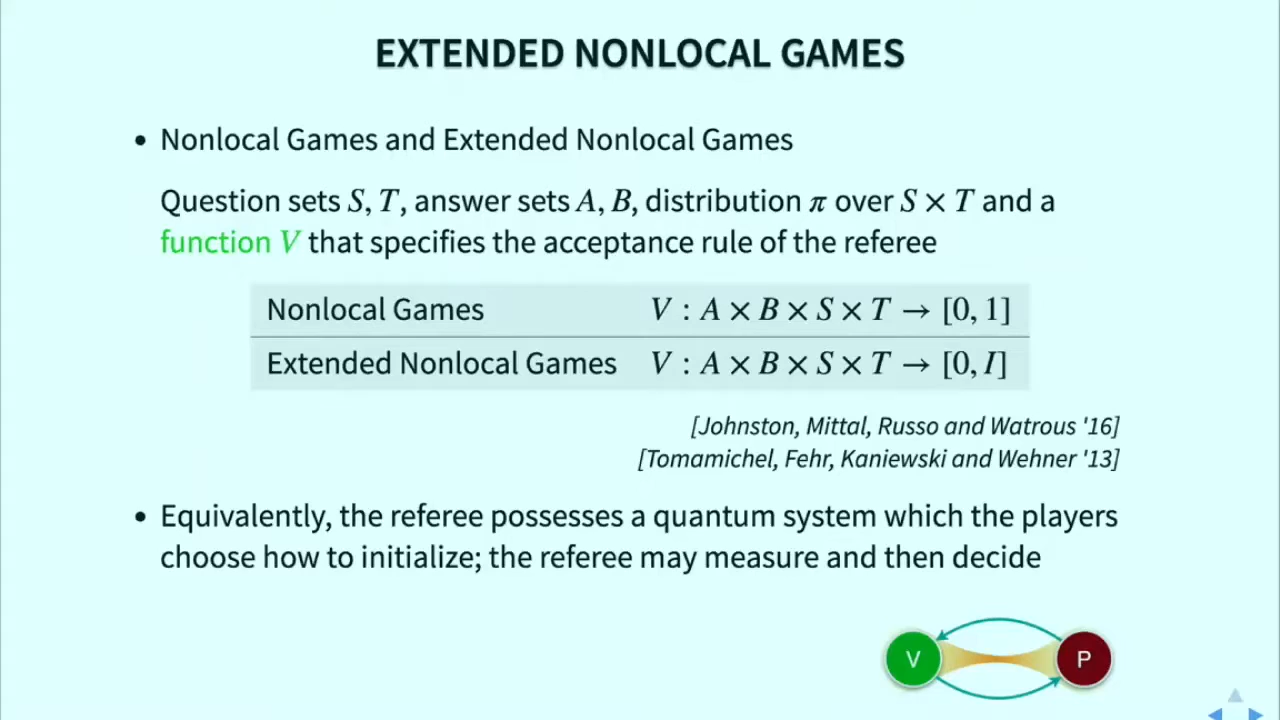 EXTENDED NONLOCAL GAMES
• Nonlocal Games and Extended Nonlocal Games
Question sets S, T, answer sets A, B, distribution π over S × T and a
function V that specifies the acceptance rule of the referee
Nonlocal Games V : A × B × S × T → [0, 1]
Extended Nonlocal Games V : A × B × S × T → [0, I]
[Johnston, Mittal, Russo and Watrous '16]
[Tomamichel, Fehr, Kaniewski and Wehner '13]
• Equivalently, the referee possesses a quantum system which the players
choose how to initialize; the referee may measure and then decide
V P